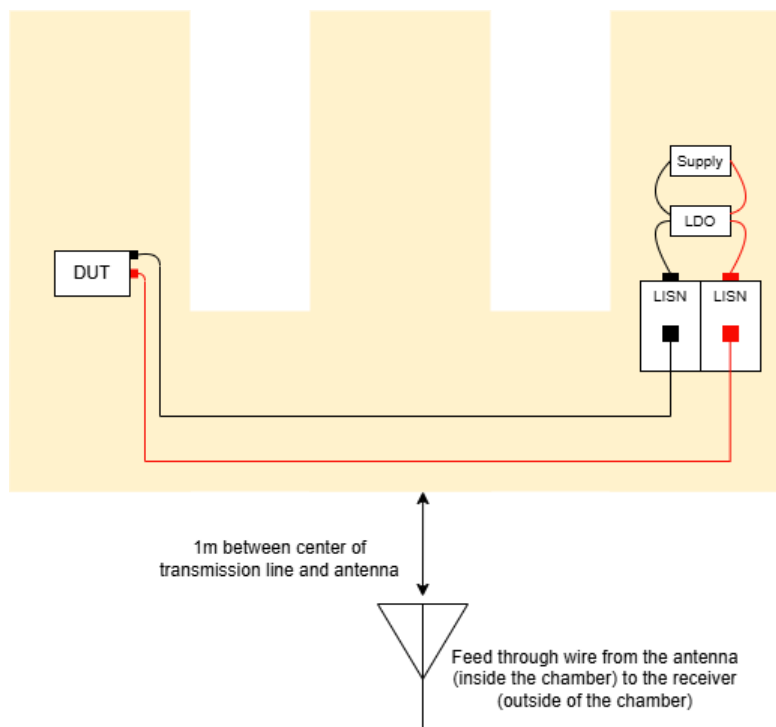 Supply
LDO
DUT
LISN
LISN
1m between center of
transmission line and antenna
Feed through wire from the antenna
(inside the chamber) to the receiver
(outside of the chamber)